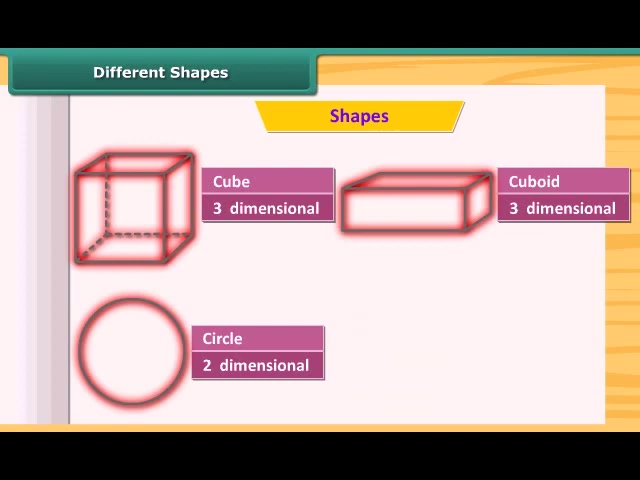 Different Shapes
Shapes
Cube
3 dimensional
Cuboid
3 dimensional
Circle
2 dimensional